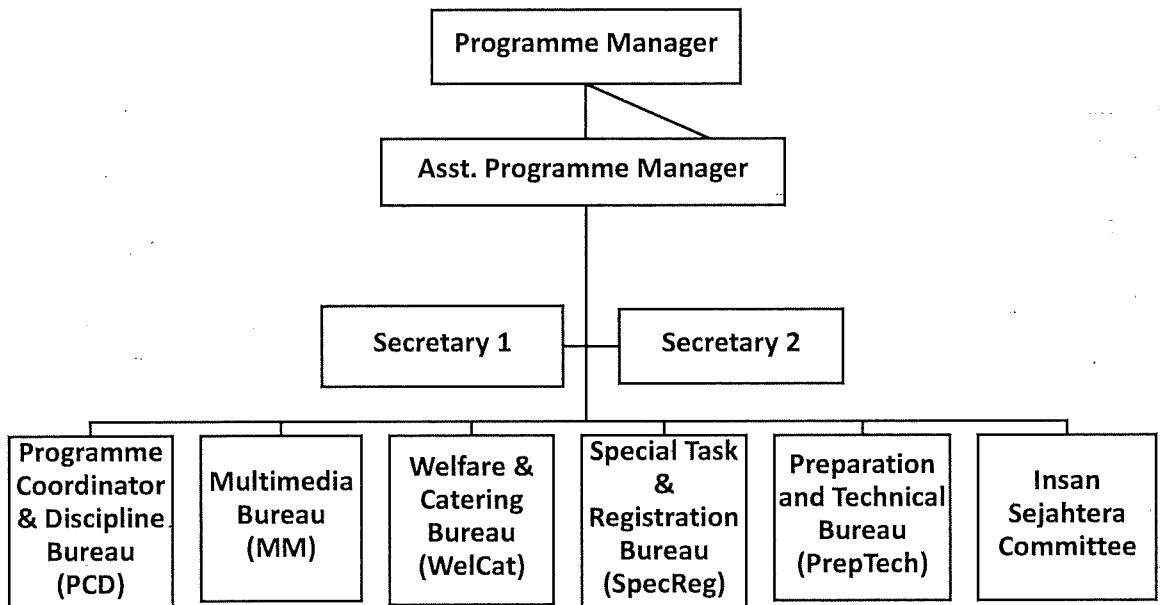 Programme Manager
Asst. Programme Manager
Secretary 1
Secretary 2
Programme
Coordinator
& Discipline
Bureau
(PCD)
Multimedia
Bureau
(MM)
Welfare &
Catering
Bureau
(WelCat)
Special Task
&
Registration
Bureau
(SpecReg)
Preparation
and Technical
Bureau
(PrepTech)
Insan
Sejahtera
Committee